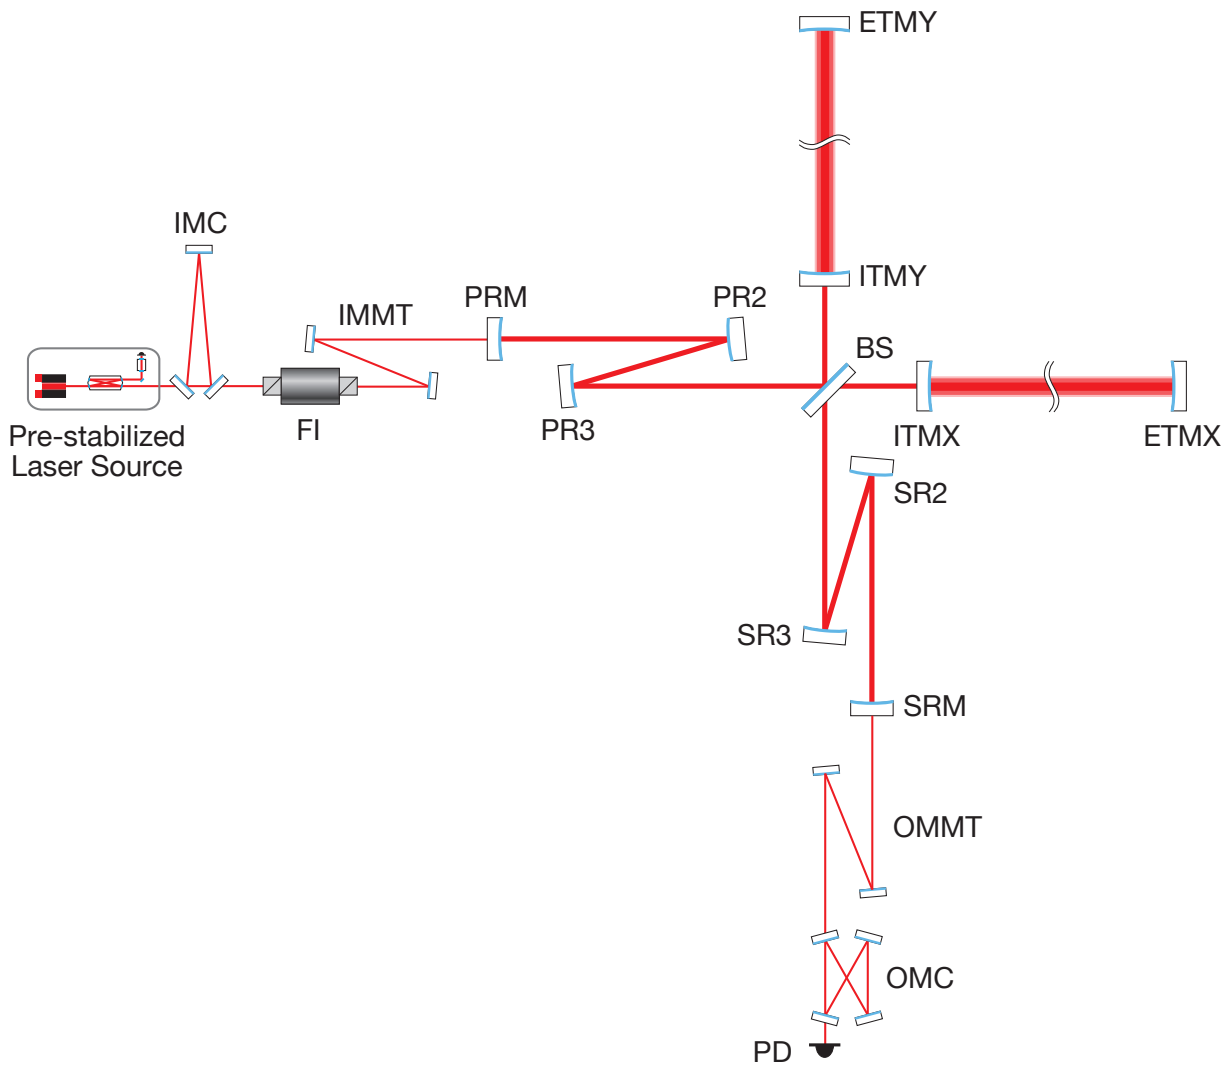 ETMY
IMC
ITMY
PRM
PR2
IMMT
BS
FI
PR3
ITMX
ETMX
Pre-stabilized
Laser Source
SR2
SR3
SRM
OMMT
OMC
PD